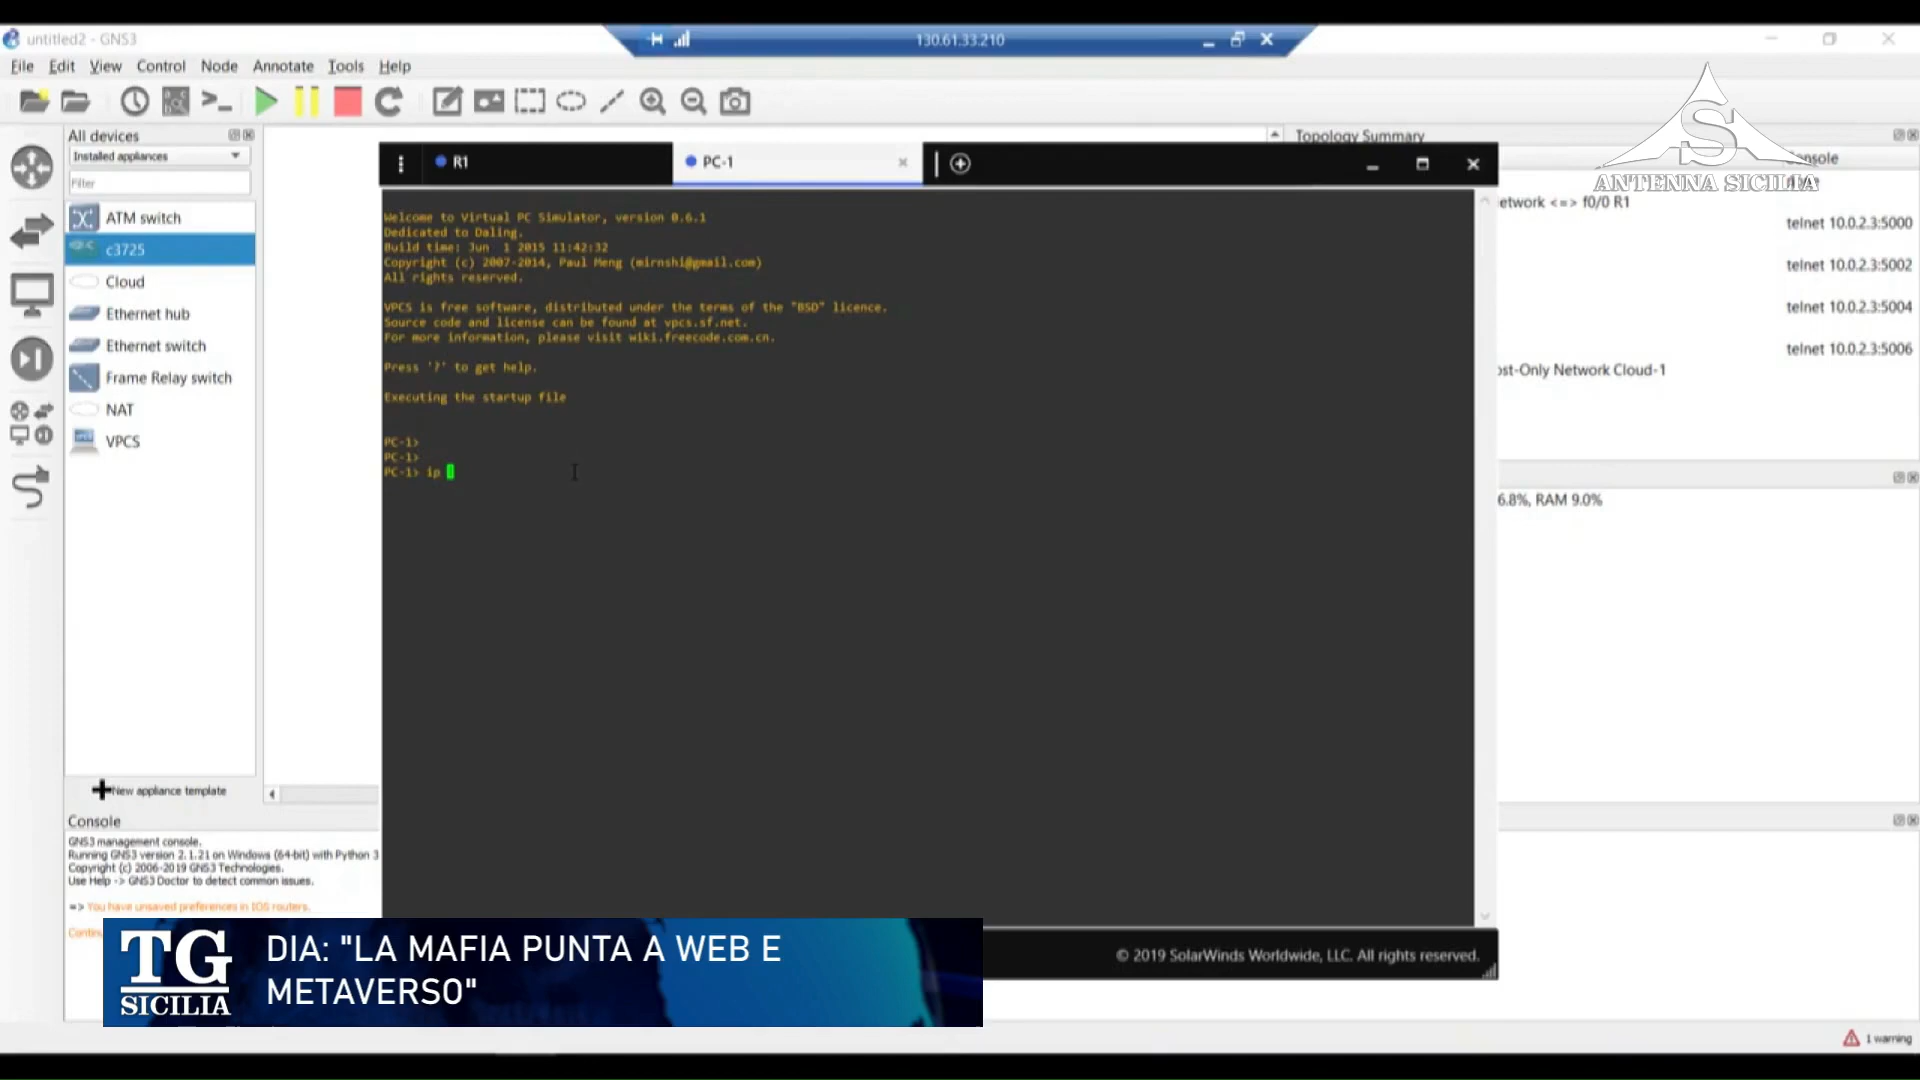 untitled2 - GNS3
130.61.33.210
File Edit View Control Node Annotate Tools Help
All devices
Installed appliances
Filter
ATM switch
c3725
Cloud
Ethernet hub
Ethernet switch
Frame Relay switch
NAT
VPCS
New appliance template
R1
PC-1
Welcome to Virtual PC Simulator, version 0.6.1
Dedicated to Daling.
Build time: Jun 1 2015 11:42:32
Copyright (c) 2007-2014, Paul Meng (mirnshi@gmail.com)
All rights reserved.
VPCS is free software, distributed under the terms of the "BSD" licence.
Source code and license can be found at vpcs.sf.net.
For more information, please visit wiki.freecode.com.cn.
Press '?' to get help.
Executing the startup file
PC-1>
PC-1>
PC-1> ip
© 2019 SolarWinds Worldwide, LLC. All rights reserved.
Topology Summary
ANTENNA SICILIA
etwork <=> f0/0 R1
telnet 10.0.2.3:5000
telnet 10.0.2.3:5002
telnet 10.0.2.3:5004
telnet 10.0.2.3:5006
ost-Only Network Cloud-1
6.8%, RAM 9.0%
Console
GNS3 management console.
Running GNS3 version 2.1.21 on Windows (64-bit) with Python 3
Copyright (c) 2006-2019 GNS3 Technologies.
Use Help -> GNS3 Doctor to detect common issues.
=> You have unsaved preferences in IOS routers.
TG
SICILIA
DIA: "LA MAFIA PUNTA A WEB E
METAVERSO"
1 warning